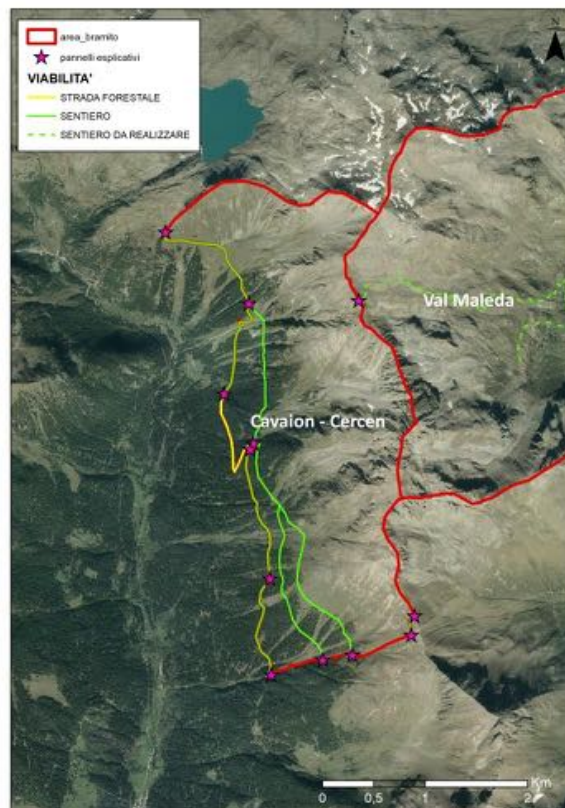 area_bramito
pannelli esplicativi
VIABILITA'
STRADA FORESTALE
SENTIERO
SENTIERO DA REALIZZARE
N
Val Maleda
Cavaion - Cercen
Km
0 0,5 1 2